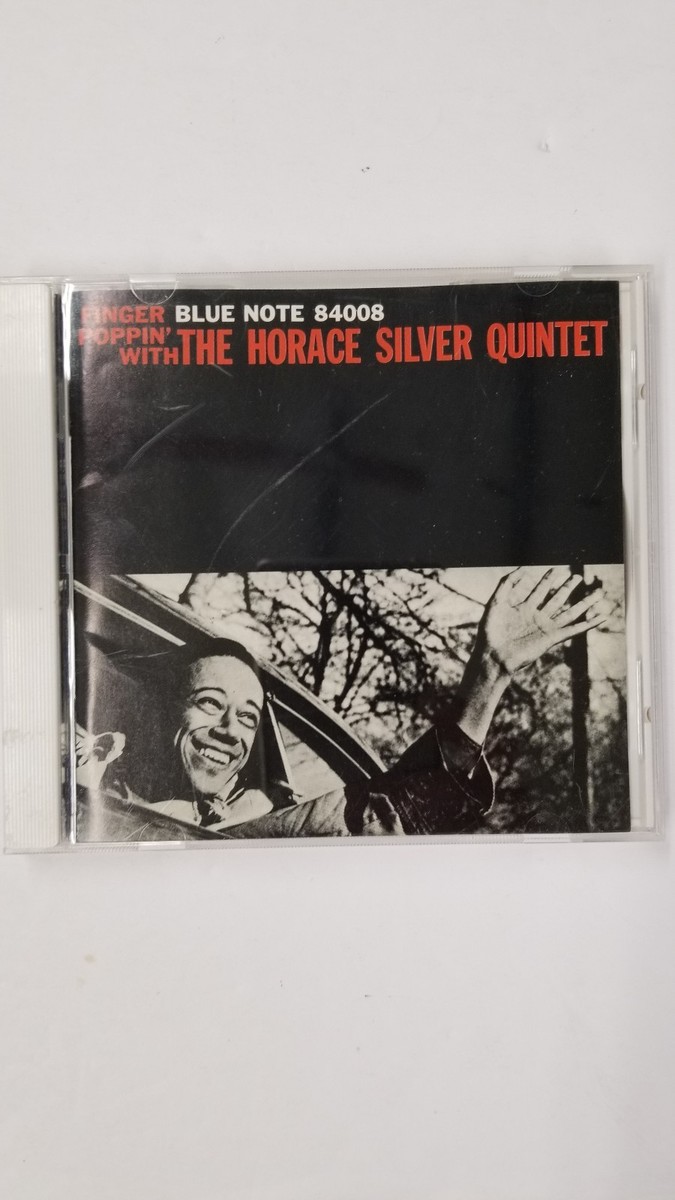 FINGER BLUE NOTE 84008
POPPIN'
WITH THE HORACE SILVER QUINTET